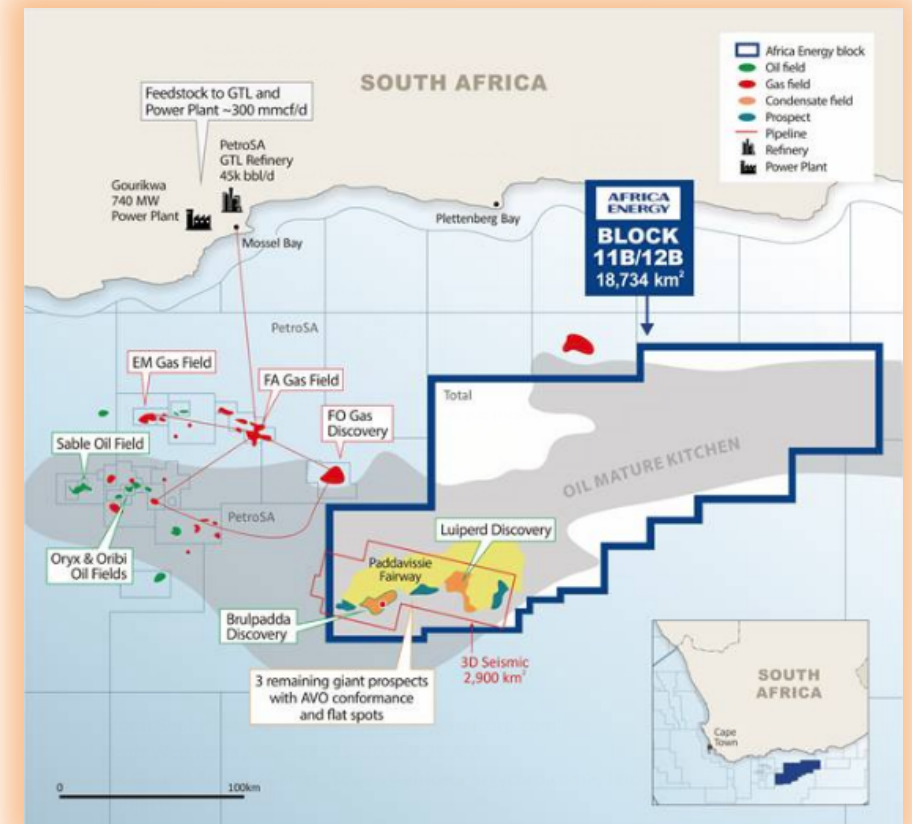 SOUTH AFRICA
Africa Energy block
Oil field
Gas field
Condensate field
Prospect
Pipeline
Refinery
Power Plant
Feedstock to GTL and
Power Plant ~300 mmcf/d
PetroSA
GTL Refinery
45k bbl/d
Gourikwa
740 MW
Power Plant
Mossel Bay
Plettenberg Bay
AFRICA
ENERGY
BLOCK
11B/12B
18,734 km²
PetroSA
EM Gas Field
FA Gas Field
FO Gas
Discovery
Total
Sable Oil Field
OIL MATURE KITCHEN
PetroSA
Oryx & Oribi
Oil Fields
Luiperd Discovery
Paddavissie
Fairway
Brulpadda
Discovery
3D Seismic
2,900 km²
3 remaining giant prospects
with AVO conformance
and flat spots
SOUTH
AFRICA
Cape
Town
0 100km